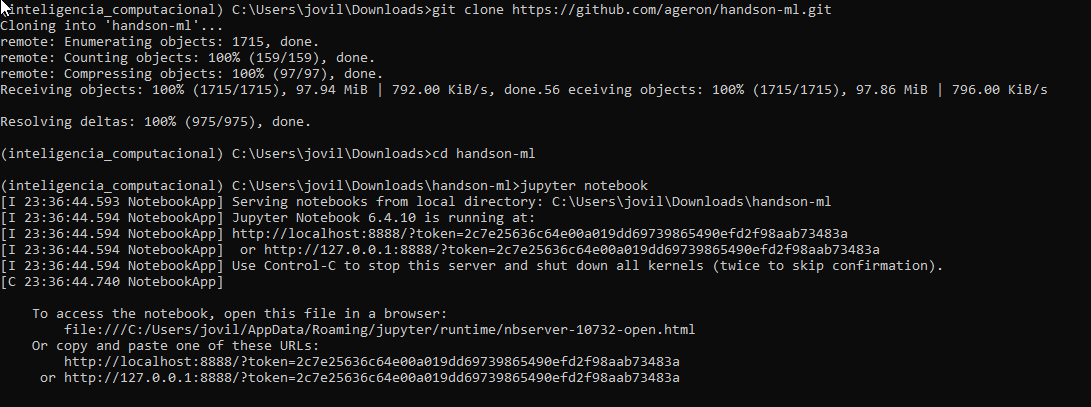 (inteligencia_computacional) C:\Users\jovil\Downloads>git clone https://github.com/ageron/handson-ml.git
Cloning into 'handson-ml'...
remote: Enumerating objects: 1715, done.
remote: Counting objects: 100% (159/159), done.
remote: Compressing objects: 100% (97/97), done.
Receiving objects: 100% (1715/1715), 97.94 MiB | 792.00 KiB/s, done.56 eceiving objects: 100% (1715/1715), 97.86 MiB | 796.00 KiB/s
Resolving deltas: 100% (975/975), done.
(inteligencia_computacional) C:\Users\jovil\Downloads>cd handson-ml
(inteligencia_computacional) C:\Users\jovil\Downloads\handson-ml>jupyter notebook
[I 23:36:44.593 NotebookApp] Serving notebooks from local directory: C:\Users\jovil\Downloads\handson-ml
[I 23:36:44.594 NotebookApp] Jupyter Notebook 6.4.10 is running at:
[I 23:36:44.594 NotebookApp] http://localhost:8888/?token=2c7e25636c64e00a019dd69739865490efd2f98aab73483a
[I 23:36:44.594 NotebookApp]  or http://127.0.0.1:8888/?token=2c7e25636c64e00a019dd69739865490efd2f98aab73483a
[I 23:36:44.594 NotebookApp] Use Control-C to stop this server and shut down all kernels (twice to skip confirmation).
[C 23:36:44.740 NotebookApp]
To access the notebook, open this file in a browser:
file:///C:/Users/jovil/AppData/Roaming/jupyter/runtime/nbserver-10732-open.html
Or copy and paste one of these URLs:
http://localhost:8888/?token=2c7e25636c64e00a019dd69739865490efd2f98aab73483a
or http://127.0.0.1:8888/?token=2c7e25636c64e00a019dd69739865490efd2f98aab73483a